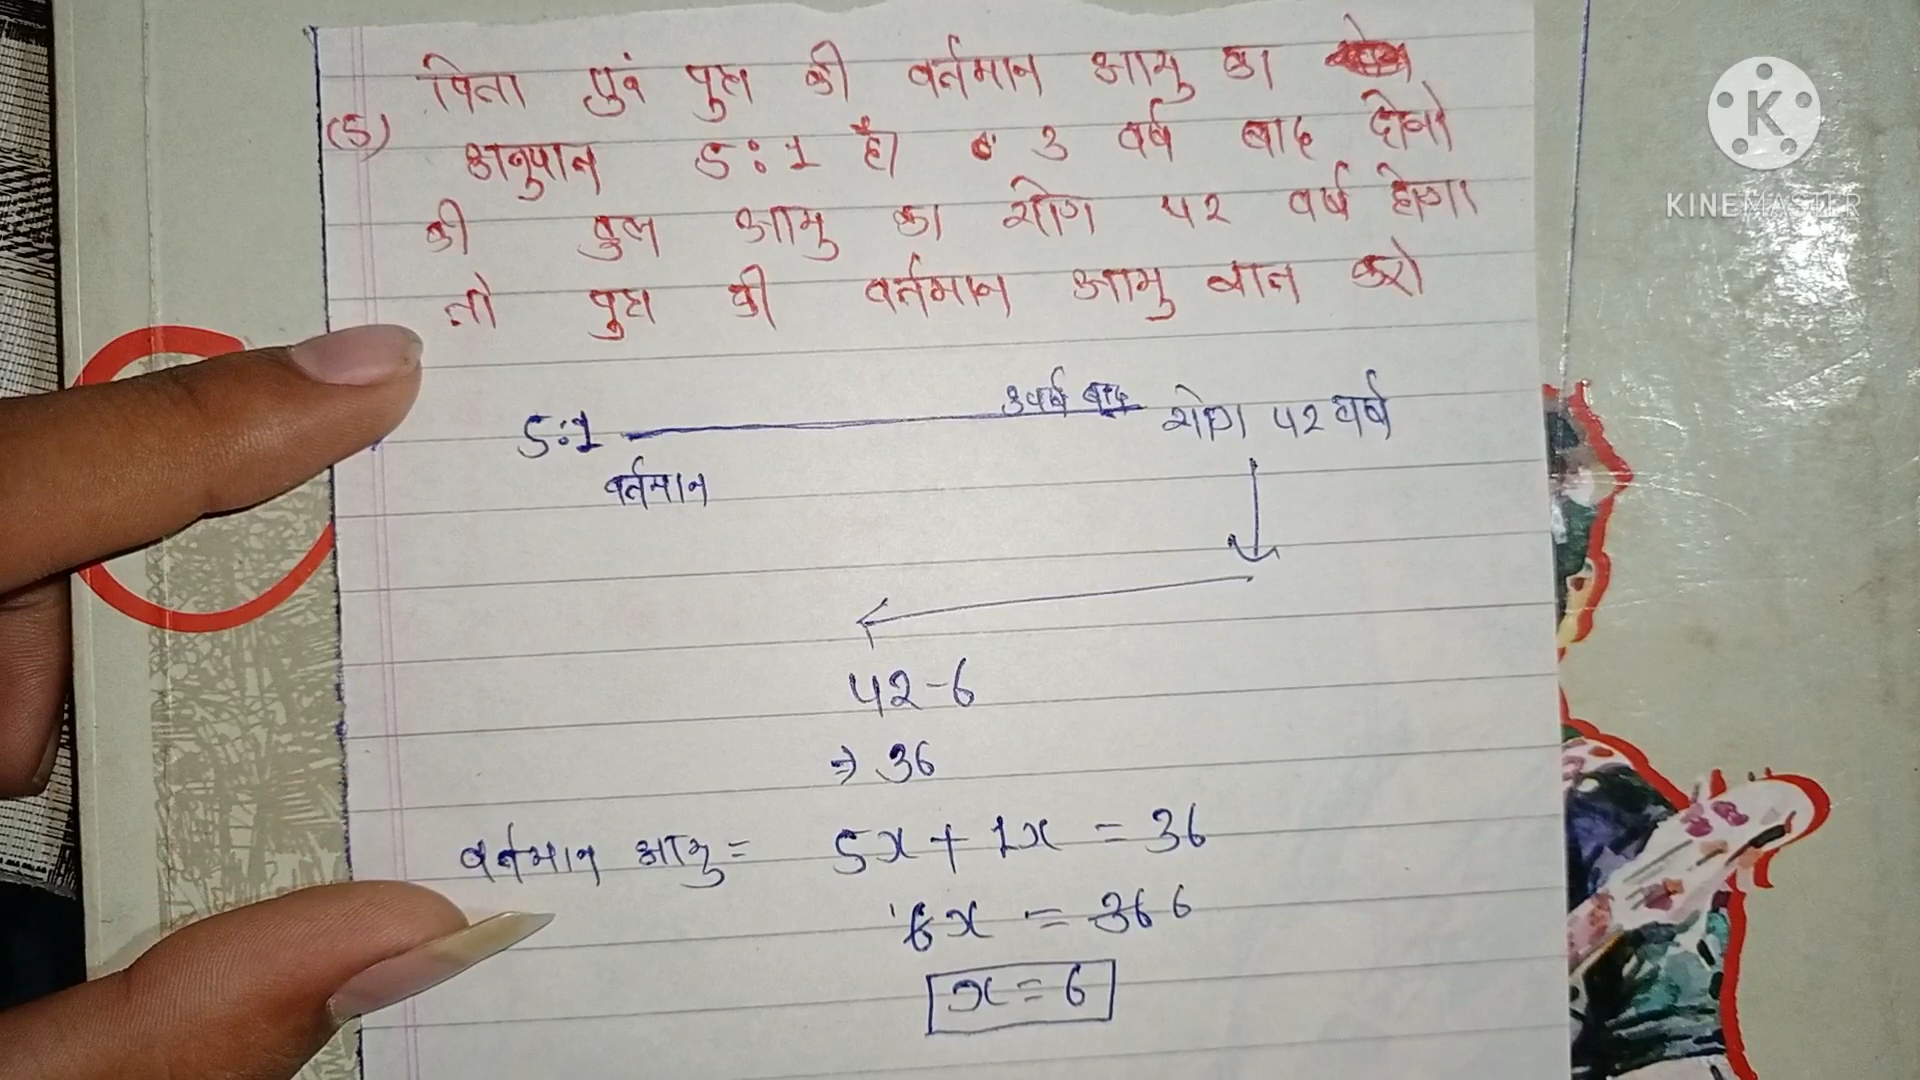 (5) पिता एवं पुत्र की वर्तमान आयु का
अनुपात 5:1 है। 3 वर्ष बाद दोनो
की कुल आयु का योग 42 वर्ष होगा
तो पुत्र की वर्तमान आयु ज्ञात करो
5:1 3 वर्ष बाद योग 42 वर्ष
वर्तमान
42-6
⇒ 36
वर्तमान आयु = 5x + 1x = 36
6x = 36 6
x = 6
K
KINEMASTER